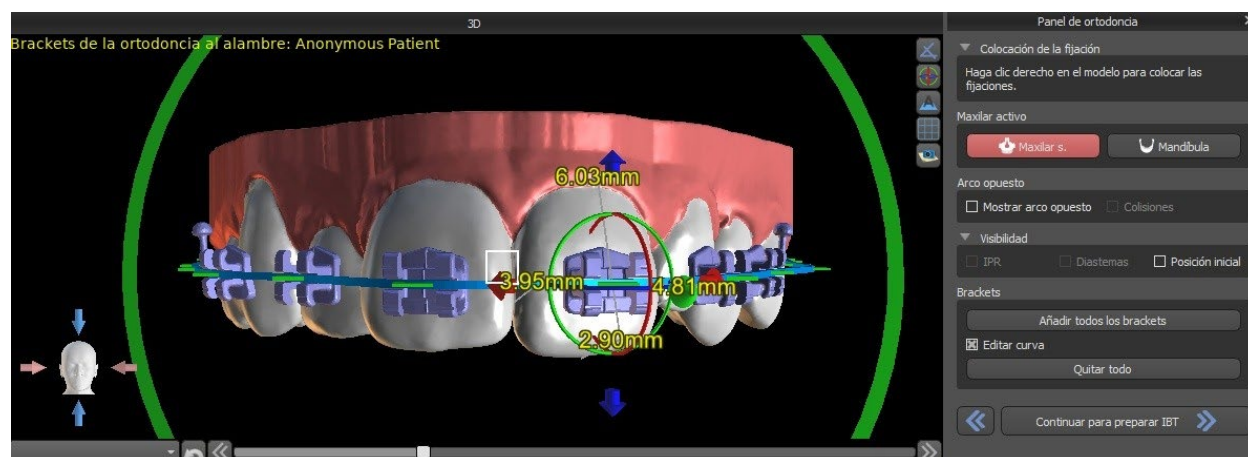 3D
Brackets de la ortodoncia al alambre: Anonymous Patient
6.03mm
3.95mm
4.81mm
2.90mm
Panel de ortodoncia
Colocación de la fijación
Haga clic derecho en el modelo para colocar las
fijaciones.
Maxilar activo
Maxilar s.
Mandíbula
Arco opuesto
Mostrar arco opuesto
Colisiones
Visibilidad
IPR
Diastemas
Posición inicial
Brackets
Añadir todos los brackets
Editar curva
Quitar todo
Continuar para preparar IBT